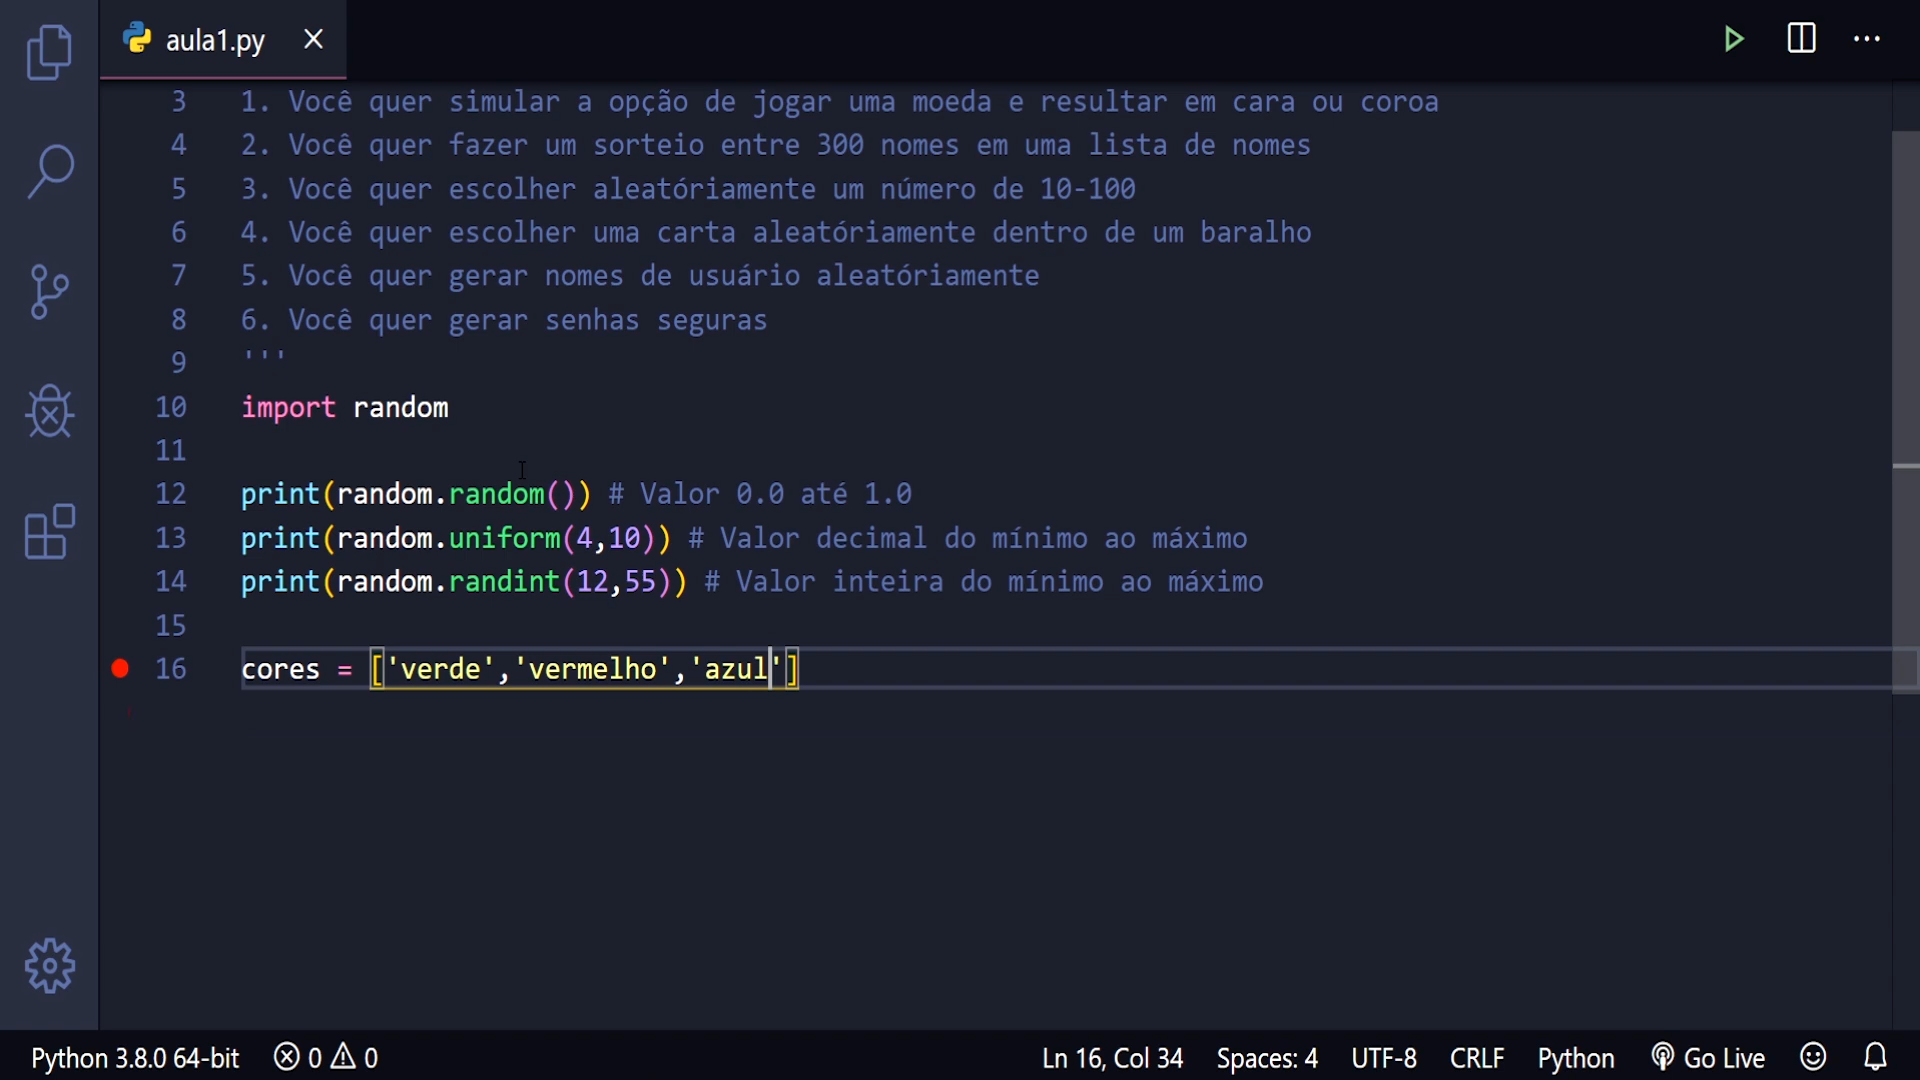 aula1.py
3 1. Você quer simular a opção de jogar uma moeda e resultar em cara ou coroa
4 2. Você quer fazer um sorteio entre 300 nomes em uma lista de nomes
5 3. Você quer escolher aleatóriamente um número de 10-100
6 4. Você quer escolher uma carta aleatóriamente dentro de um baralho
7 5. Você quer gerar nomes de usuário aleatóriamente
8 6. Você quer gerar senhas seguras
9 '''
10 import random
11
12 print(random.random()) # Valor 0.0 até 1.0
13 print(random.uniform(4,10)) # Valor decimal do mínimo ao máximo
14 print(random.randint(12,55)) # Valor inteira do mínimo ao máximo
15
16 cores = ['verde','vermelho','azul']
Python 3.8.0 64-bit 0 0 Ln 16, Col 34 Spaces: 4 UTF-8 CRLF Python Go Live